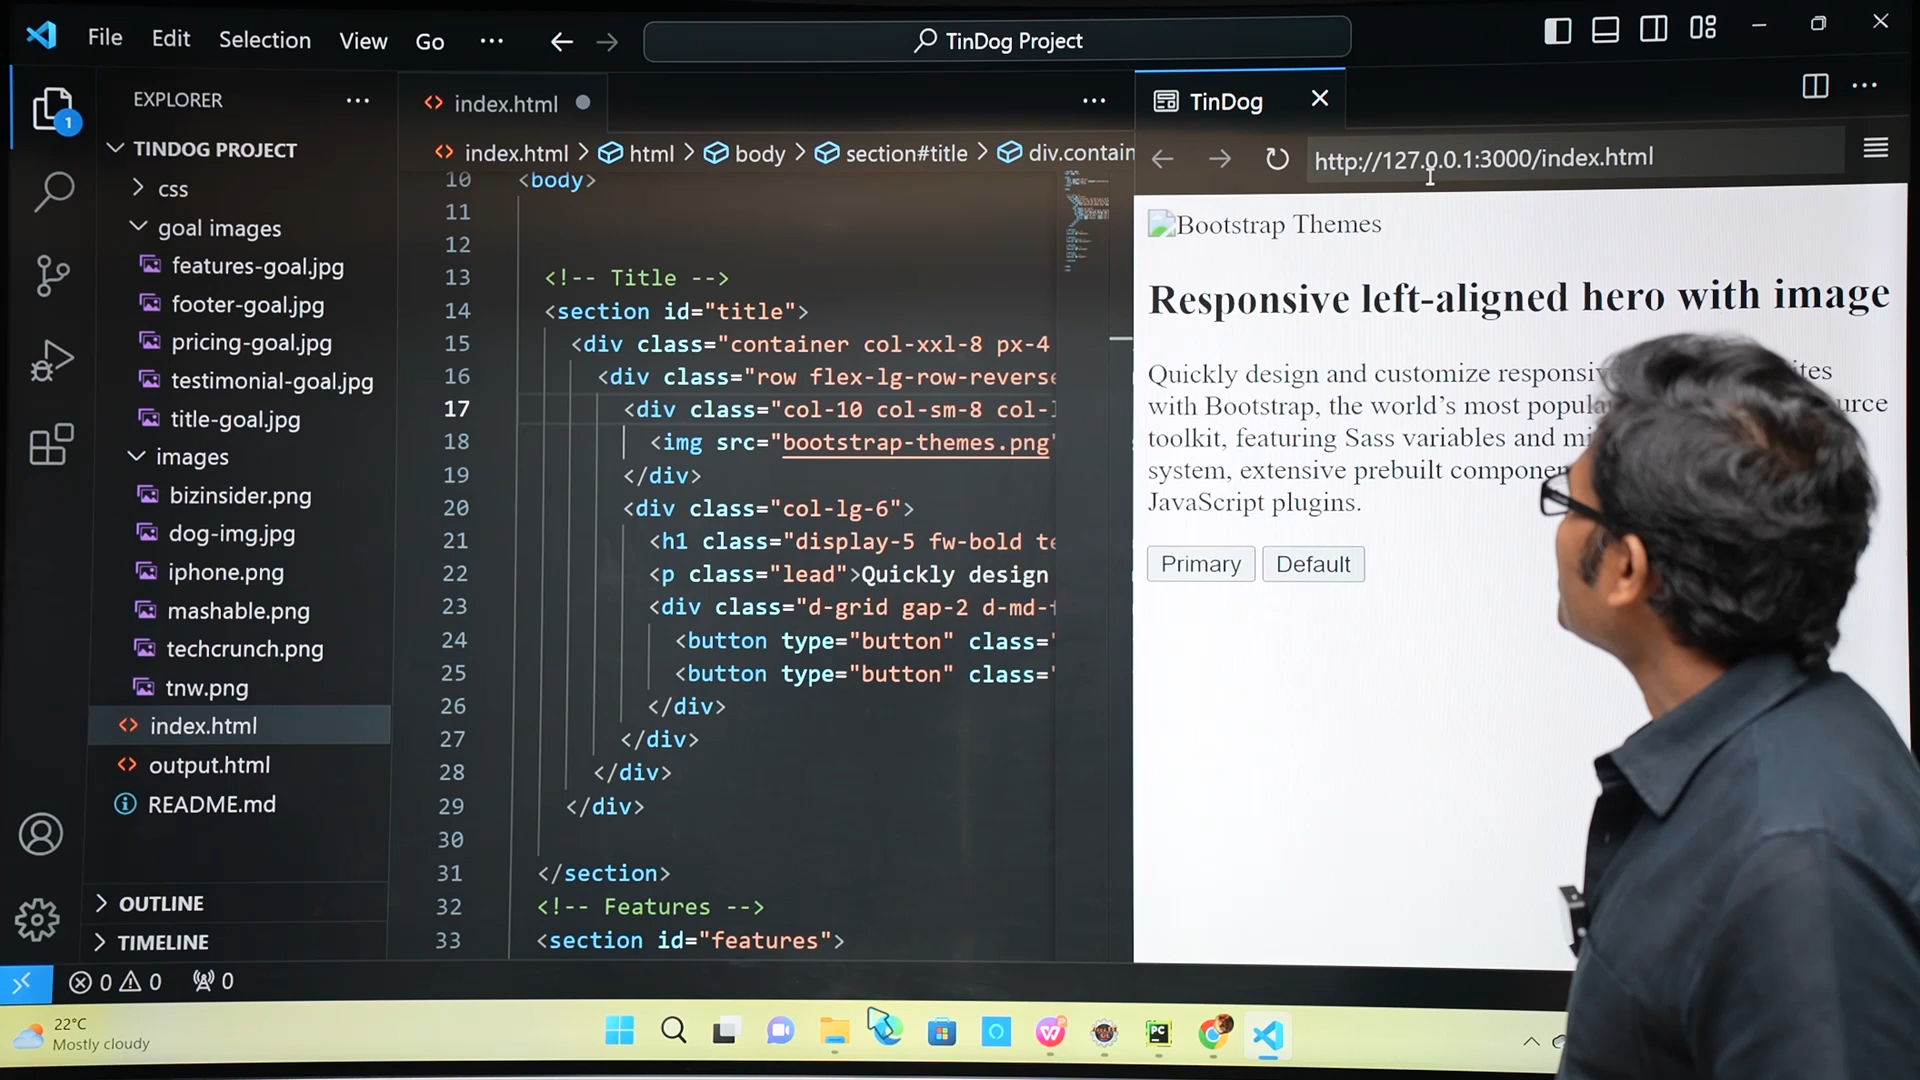 File Edit Selection View Go ...
TinDog Project
EXPLORER ...
1
TINDOG PROJECT
css
goal images
features-goal.jpg
footer-goal.jpg
pricing-goal.jpg
testimonial-goal.jpg
title-goal.jpg
images
bizinsider.png
dog-img.jpg
iphone.png
mashable.png
techcrunch.png
tnw.png
index.html
output.html
README.md
OUTLINE
TIMELINE
index.html
index.html > html > body > section#title > div.contain
10 <body>
11
12
13 <!-- Title -->
14 <section id="title">
15 <div class="container col-xxl-8 px-4
16 <div class="row flex-lg-row-reverse
17 <div class="col-10 col-sm-8 col-l
18 <img src="bootstrap-themes.png"
19 </div>
20 <div class="col-lg-6">
21 <h1 class="display-5 fw-bold te
22 <p class="lead">Quickly design
23 <div class="d-grid gap-2 d-md-f
24 <button type="button" class="
25 <button type="button" class="
26 </div>
27 </div>
28 </div>
29 </div>
30
31 </section>
32 <!-- Features -->
33 <section id="features">
TinDog
http://127.0.0.1:3000/index.html
Bootstrap Themes
Responsive left-aligned hero with image
Quickly design and customize responsiv ites
with Bootstrap, the world's most popula urce
toolkit, featuring Sass variables and mi
system, extensive prebuilt componen
JavaScript plugins.
Primary Default
0 0 0
22°C
Mostly cloudy
PC